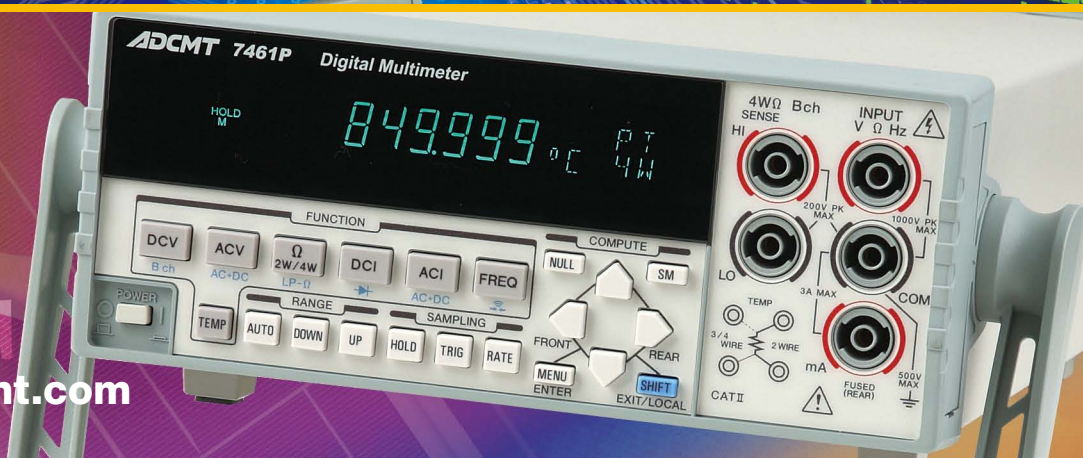 ADCMT 7461P Digital Multimeter
HOLD
M
849.999 °C
PT
4W
4WΩ Bch
SENSE
INPUT
V Ω Hz
HI
200V PK
MAX
1000V PK
MAX
LO
3A MAX
COM
TEMP
3/4
WIRE
2 WIRE
mA
FUSED
(REAR)
500V
MAX
CAT II
FUNCTION
DCV
ACV
Ω
2W/4W
DCI
ACI
FREQ
Bch
AC+DC
LP-Ω
AC+DC
COMPUTE
NULL
SM
POWER
TEMP
RANGE
AUTO
DOWN
UP
SAMPLING
HOLD
TRIG
RATE
FRONT
REAR
MENU
ENTER
SHIFT
EXIT/LOCAL
nt.com